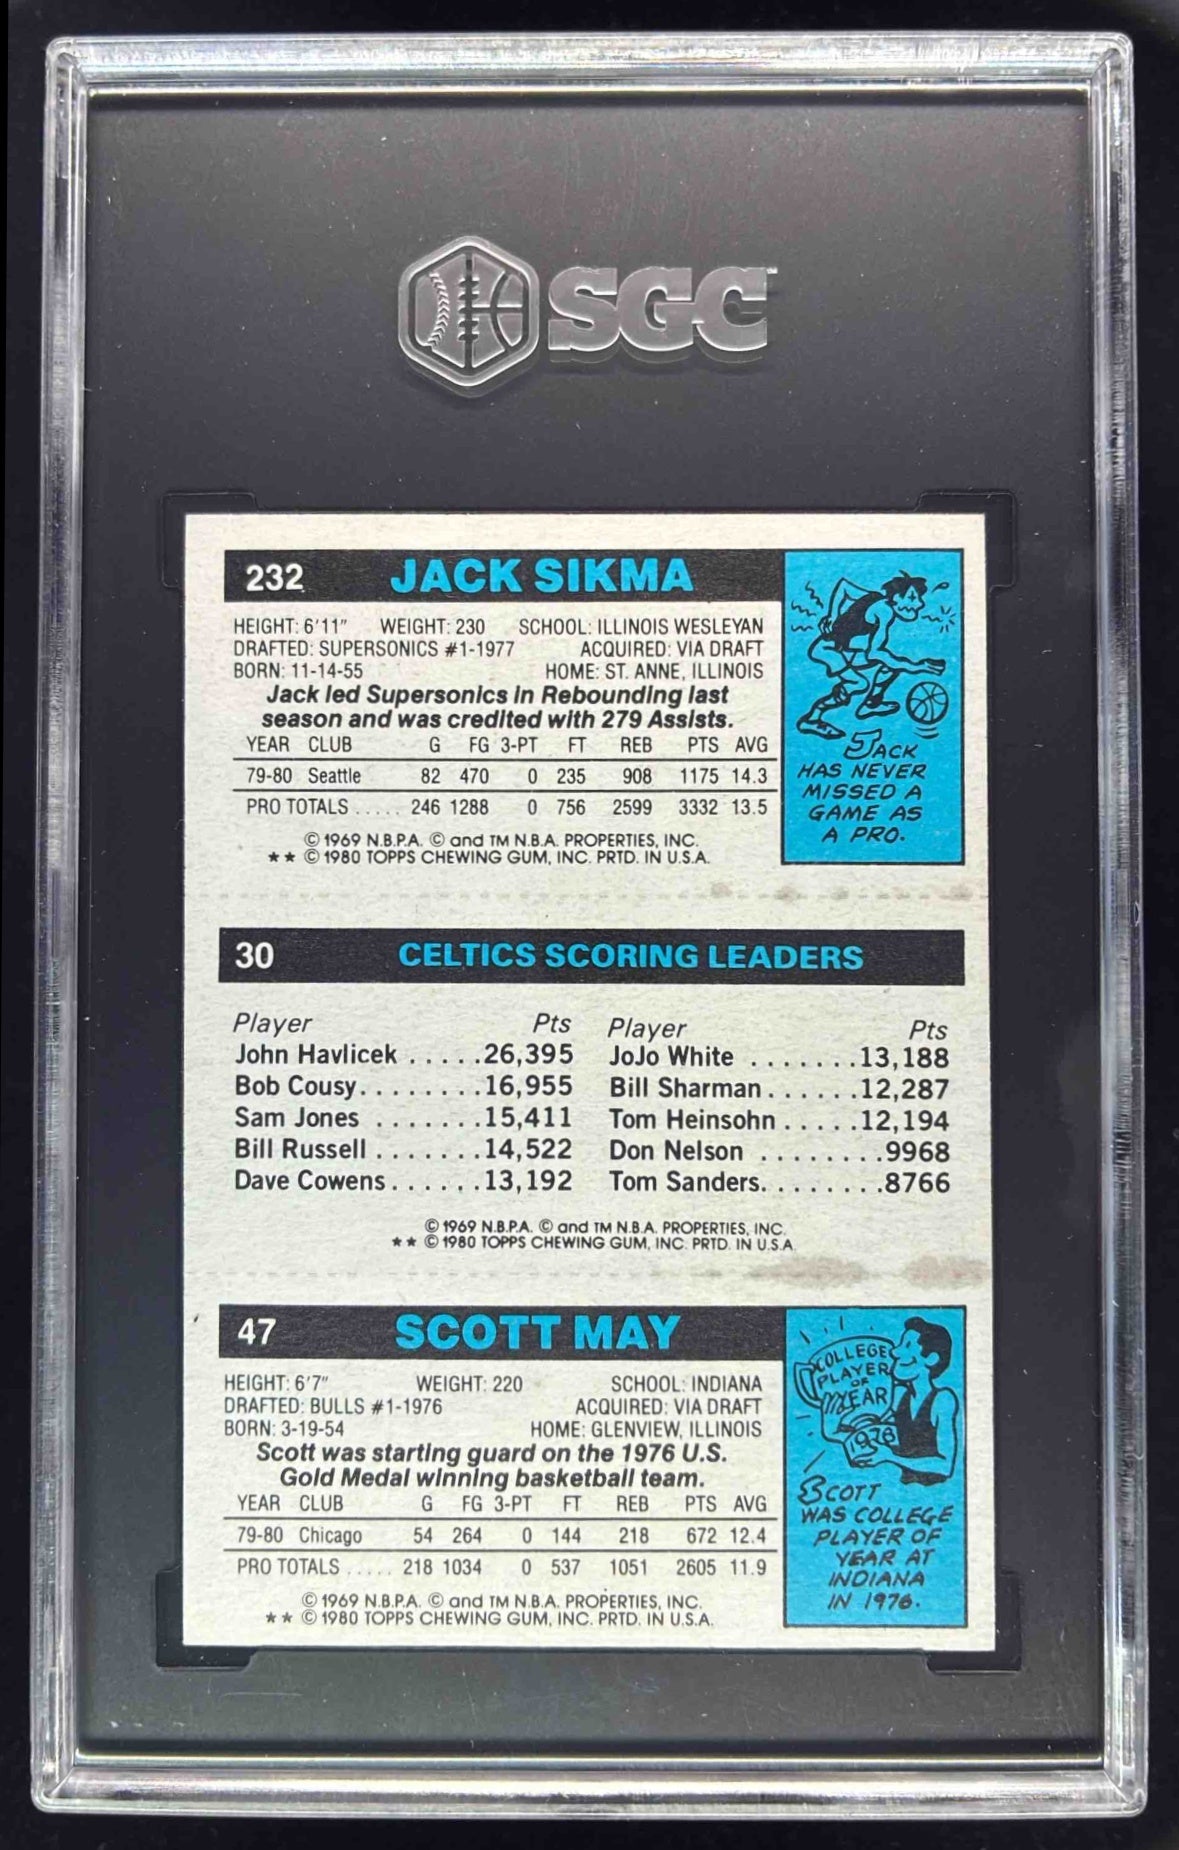 SGC
232 JACK SIKMA
HEIGHT: 6'11" WEIGHT: 230 SCHOOL: ILLINOIS WESLEYAN
DRAFTED: SUPERSONICS #1-1977 ACQUIRED: VIA DRAFT
BORN: 11-14-55 HOME: ST. ANNE, ILLINOIS
Jack led Supersonics in Rebounding last
season and was credited with 279 Assists.
YEAR CLUB G FG 3-PT FT REB PTS AVG
79-80 Seattle 82 470 0 235 908 1175 14.3
PRO TOTALS ..... 246 1288 0 756 2599 3332 13.5
© 1969 N.B.P.A. © and TM N.B.A. PROPERTIES, INC.
★★ © 1980 TOPPS CHEWING GUM, INC. PRTD. IN U.S.A.
JACK
HAS NEVER
MISSED A
GAME AS
A PRO.
30 CELTICS SCORING LEADERS
Player Pts Player Pts
John Havlicek .....26,395 JoJo White .......13,188
Bob Cousy........16,955 Bill Sharman......12,287
Sam Jones .......15,411 Tom Heinsohn .....12,194
Bill Russell .......14,522 Don Nelson ........9968
Dave Cowens......13,192 Tom Sanders........8766
© 1969 N.B.P.A. © and TM N.B.A. PROPERTIES, INC.
★★ © 1980 TOPPS CHEWING GUM, INC. PRTD. IN U.S.A.
47 SCOTT MAY
HEIGHT: 6'7" WEIGHT: 220 SCHOOL: INDIANA
DRAFTED: BULLS #1-1976 ACQUIRED: VIA DRAFT
BORN: 3-19-54 HOME: GLENVIEW, ILLINOIS
Scott was starting guard on the 1976 U.S.
Gold Medal winning basketball team.
YEAR CLUB G FG 3-PT FT REB PTS AVG
79-80 Chicago 54 264 0 144 218 672 12.4
PRO TOTALS ..... 218 1034 0 537 1051 2605 11.9
© 1969 N.B.P.A. © and TM N.B.A. PROPERTIES, INC.
★★ © 1980 TOPPS CHEWING GUM, INC. PRTD. IN U.S.A.
COLLEGE
PLAYER
OF
YEAR
1976
SCOTT
WAS COLLEGE
PLAYER OF
YEAR AT
INDIANA
IN 1976.